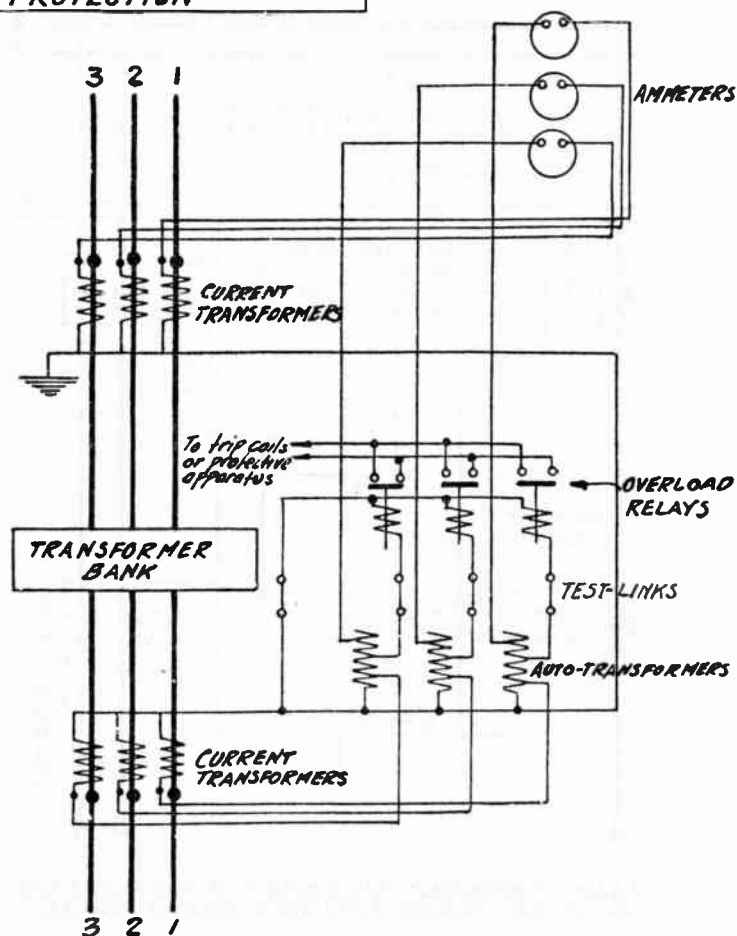 PROTECTION
3 2 1
AMMETERS
CURRENT
TRANSFORMERS
To trip coils
or protective
apparatus
OVERLOAD
RELAYS
TRANSFORMER
BANK
TEST-LINKS
AUTO-TRANSFORMERS
CURRENT
TRANSFORMERS
3 2 1